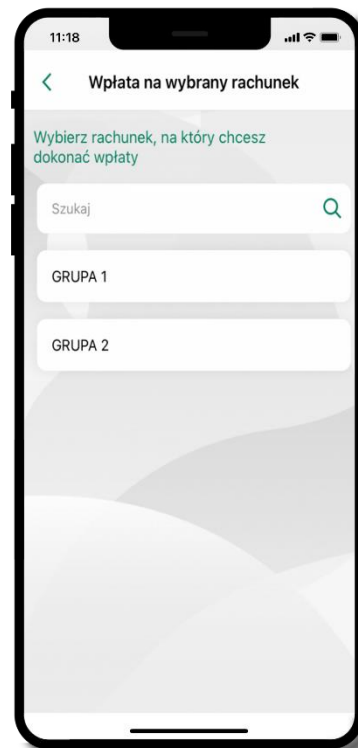 11:18
Wpłata na wybrany rachunek
Wybierz rachunek, na który chcesz
dokonać wpłaty
Szukaj
GRUPA 1
GRUPA 2